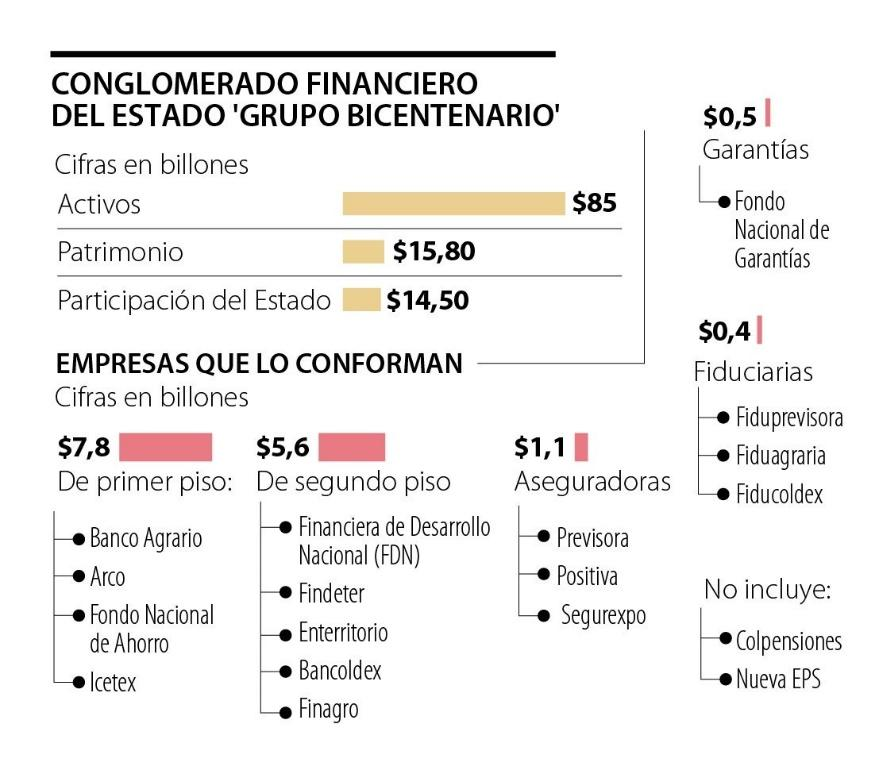 CONGLOMERADO FINANCIERO
DEL ESTADO 'GRUPO BICENTENARIO'
Cifras en billones
Activos $85
Patrimonio $15,80
Participación del Estado $14,50
EMPRESAS QUE LO CONFORMAN
Cifras en billones
$7,8
De primer piso:
Banco Agrario
Arco
Fondo Nacional
de Ahorro
Icetex
$5,6
De segundo piso
Financiera de Desarrollo
Nacional (FDN)
Findeter
Enterritorio
Bancoldex
Finagro
$1,1
Aseguradoras
Previsora
Positiva
Segurexpo
$0,5
Garantías
Fondo
Nacional de
Garantías
$0,4
Fiduciarias
Fiduprevisora
Fiduagraria
Fiducoldex
No incluye:
Colpensiones
Nueva EPS